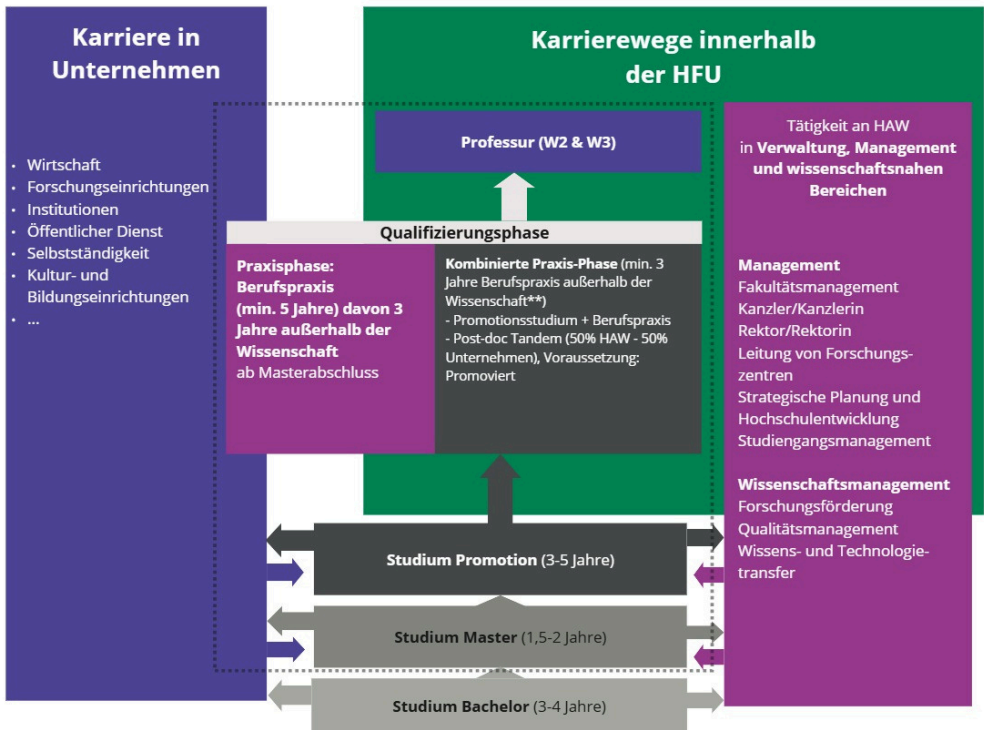 Karriere in
Unternehmen
• Wirtschaft
• Forschungseinrichtungen
• Institutionen
• Öffentlicher Dienst
• Selbstständigkeit
• Kultur- und
Bildungseinrichtungen
• ...
Karrierewege innerhalb
der HFU
Professur (W2 & W3)
Qualifizierungsphase
Praxisphase:
Berufspraxis
(min. 5 Jahre) davon 3
Jahre außerhalb der
Wissenschaft
ab Masterabschluss
Kombinierte Praxis-Phase (min. 3
Jahre Berufspraxis außerhalb der
Wissenschaft**)
- Promotionsstudium + Berufspraxis
- Post-doc Tandem (50% HAW - 50%
Unternehmen), Voraussetzung:
Promoviert
Tätigkeit an HAW
in Verwaltung, Management
und wissenschaftsnahen
Bereichen
Management
Fakultätsmanagement
Kanzler/Kanzlerin
Rektor/Rektorin
Leitung von Forschungs-
zentren
Strategische Planung und
Hochschulentwicklung
Studiengangsmanagement
Wissenschaftsmanagement
Forschungsförderung
Qualitätsmanagement
Wissens- und Technologie-
transfer
Studium Promotion (3-5 Jahre)
Studium Master (1,5-2 Jahre)
Studium Bachelor (3-4 Jahre)